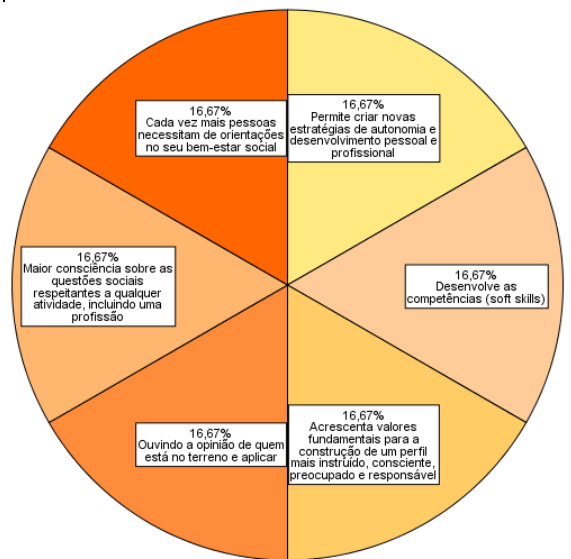 16,67%
Cada vez mais pessoas
necessitam de orientações
no seu bem-estar social
16,67%
Permite criar novas
estratégias de autonomia e
desenvolvimento pessoal e
profissional
16,67%
Maior consciência sobre as
questões sociais
respeitantes a qualquer
atividade, incluindo uma
profissão
16,67%
Desenvolve as
competências (soft skills)
16,67%
Ouvindo a opinião de quem
está no terreno e aplicar
16,67%
Acrescenta valores
fundamentais para a
construção de um perfil
mais instruído, consciente,
preocupado e responsável